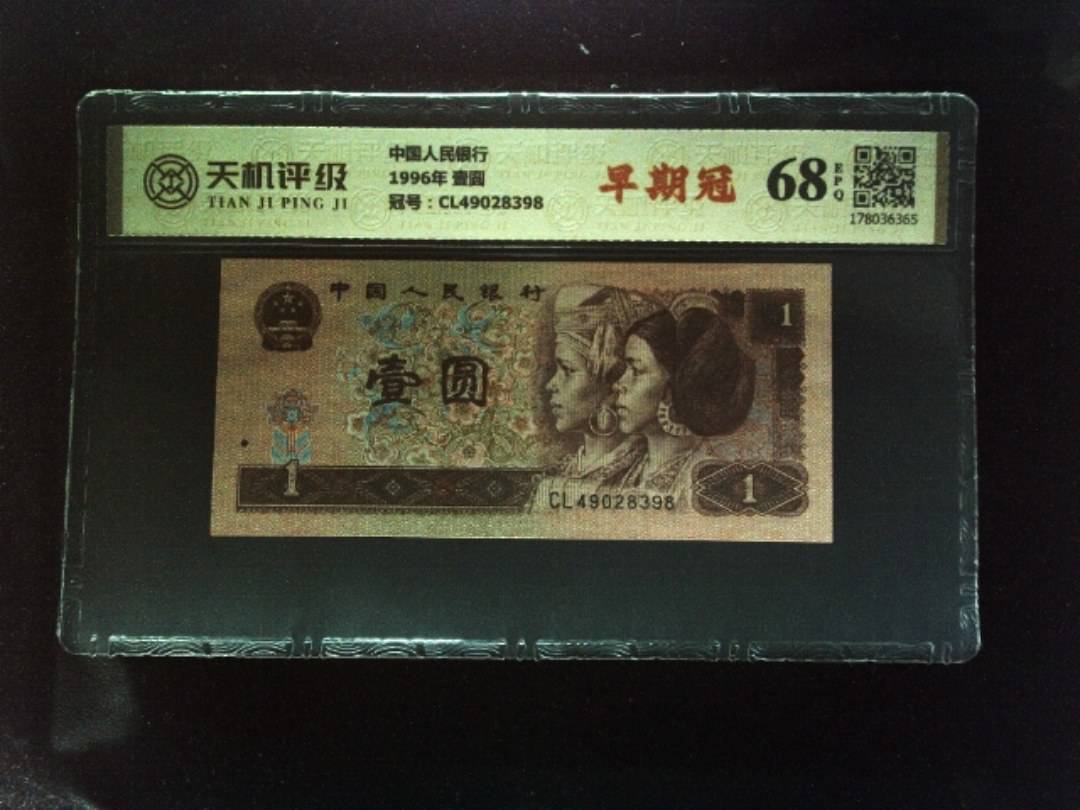 天机评级
TIAN JI PING JI
中国人民银行
1996年 壹圆
冠号：CL49028398
早期冠
68
EPQ
178036365
中国人民银行
1
壹圆
1
CL49028398
1